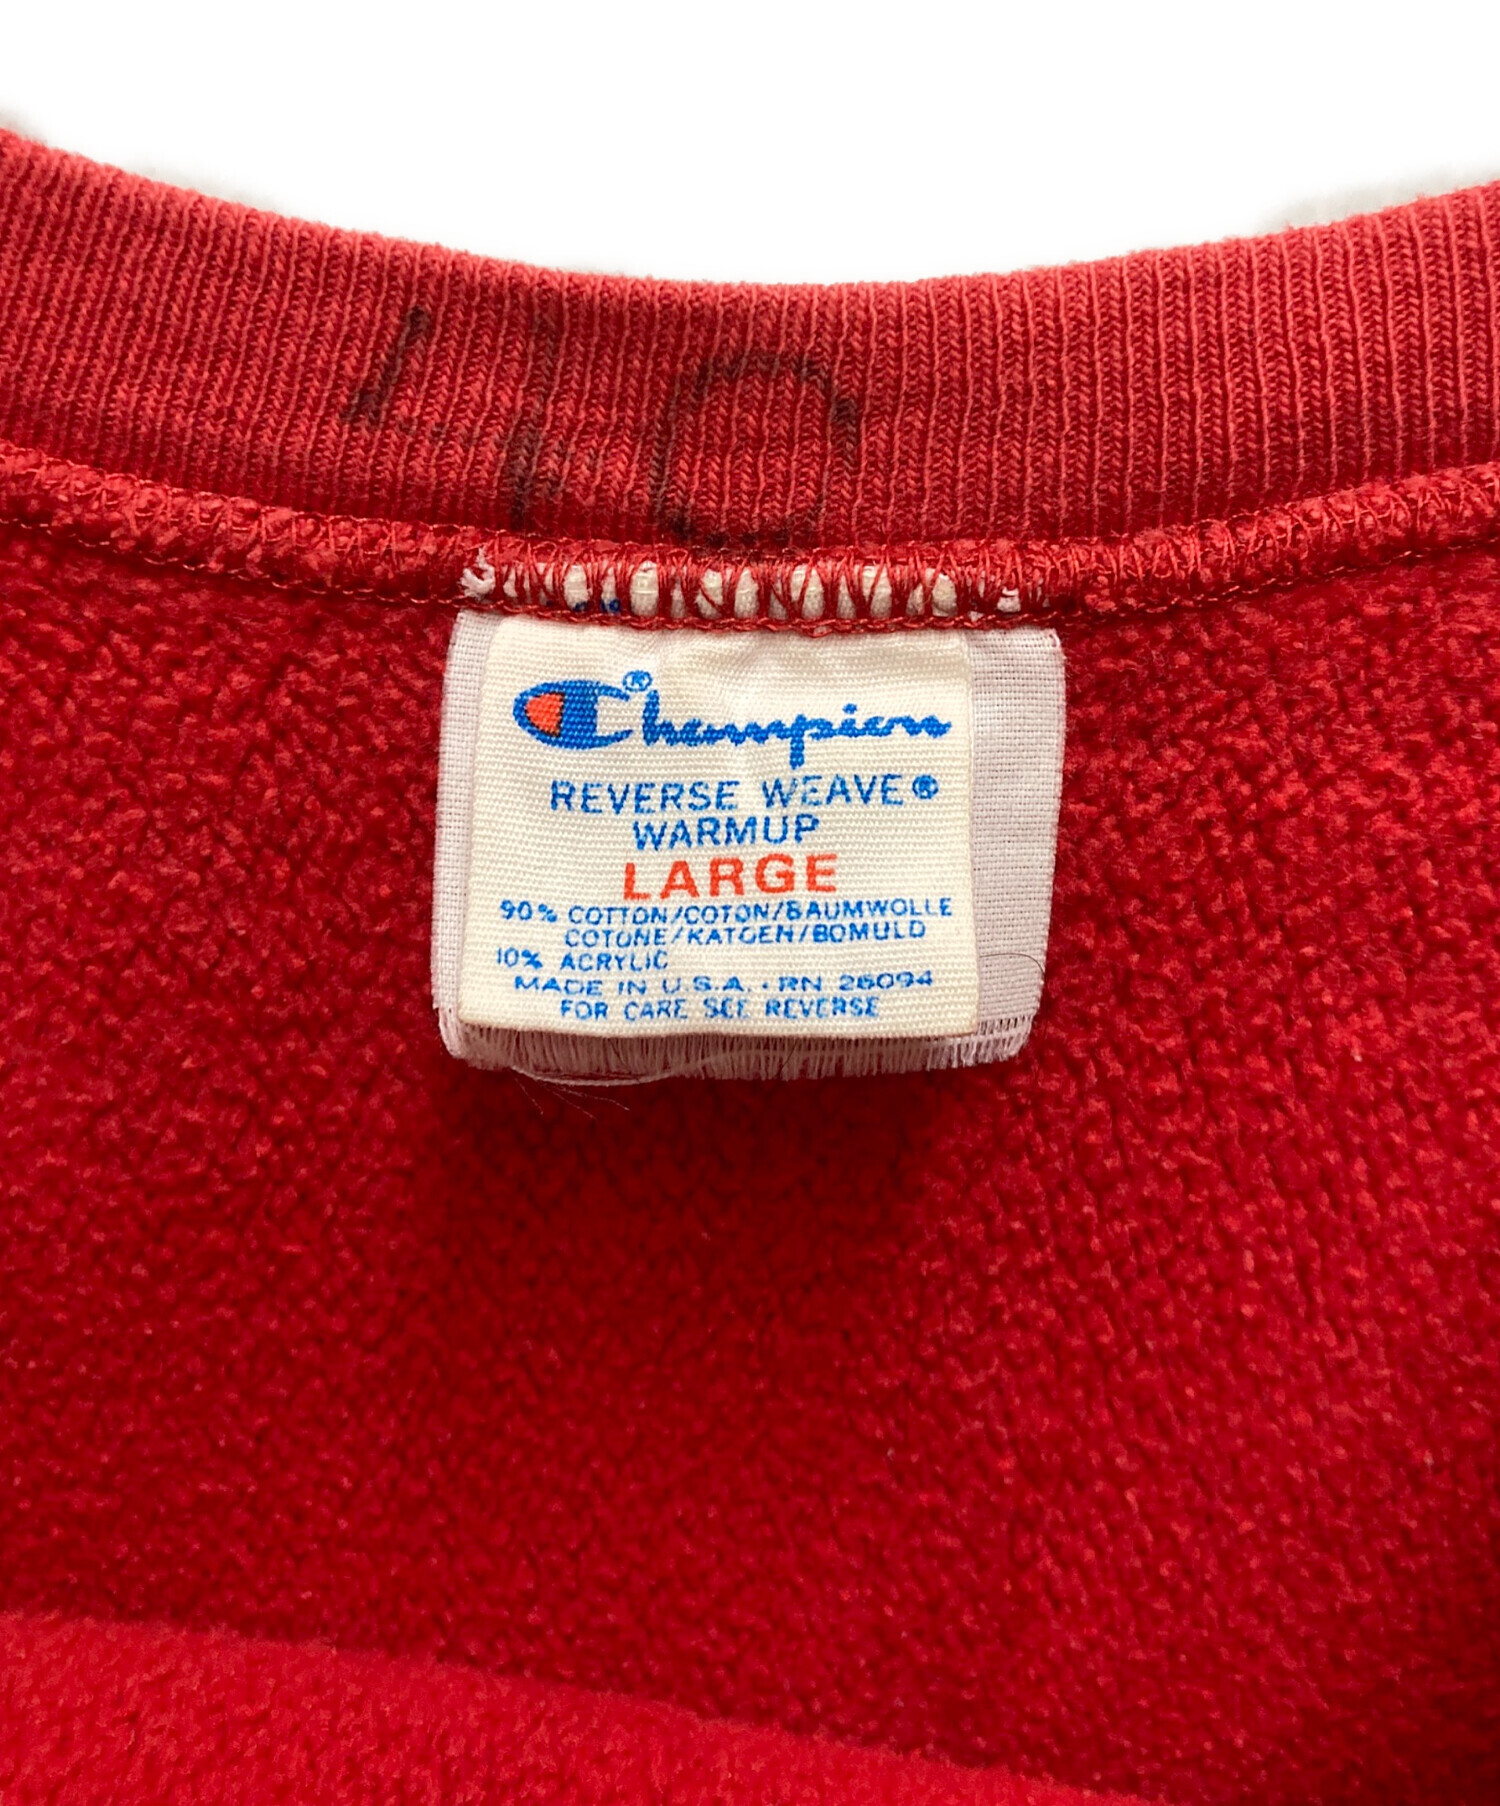 40
Champion®
REVERSE WEAVE®
WARMUP
LARGE
90% COTTON/COTON/BAUMWOLLE
COTONE/KATOEN/BOMULD
10% ACRYLIC
MADE IN U.S.A. · RN 26094
FOR CARE SEE REVERSE